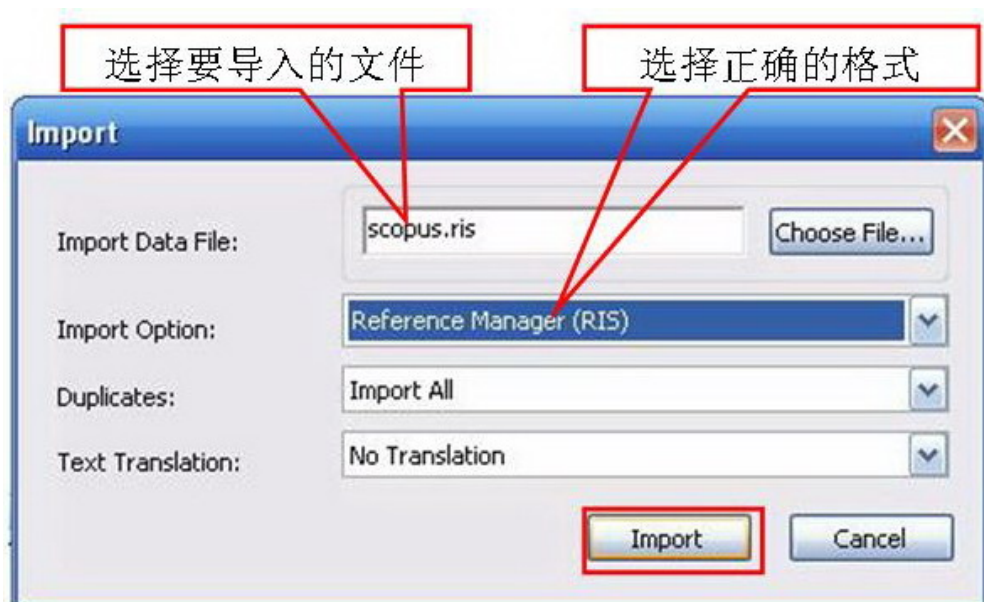 选择要导入的文件
选择正确的格式
Import
Import Data File:
scopus.ris
Choose File...
Import Option:
Reference Manager (RIS)
Duplicates:
Import All
Text Translation:
No Translation
Import
Cancel